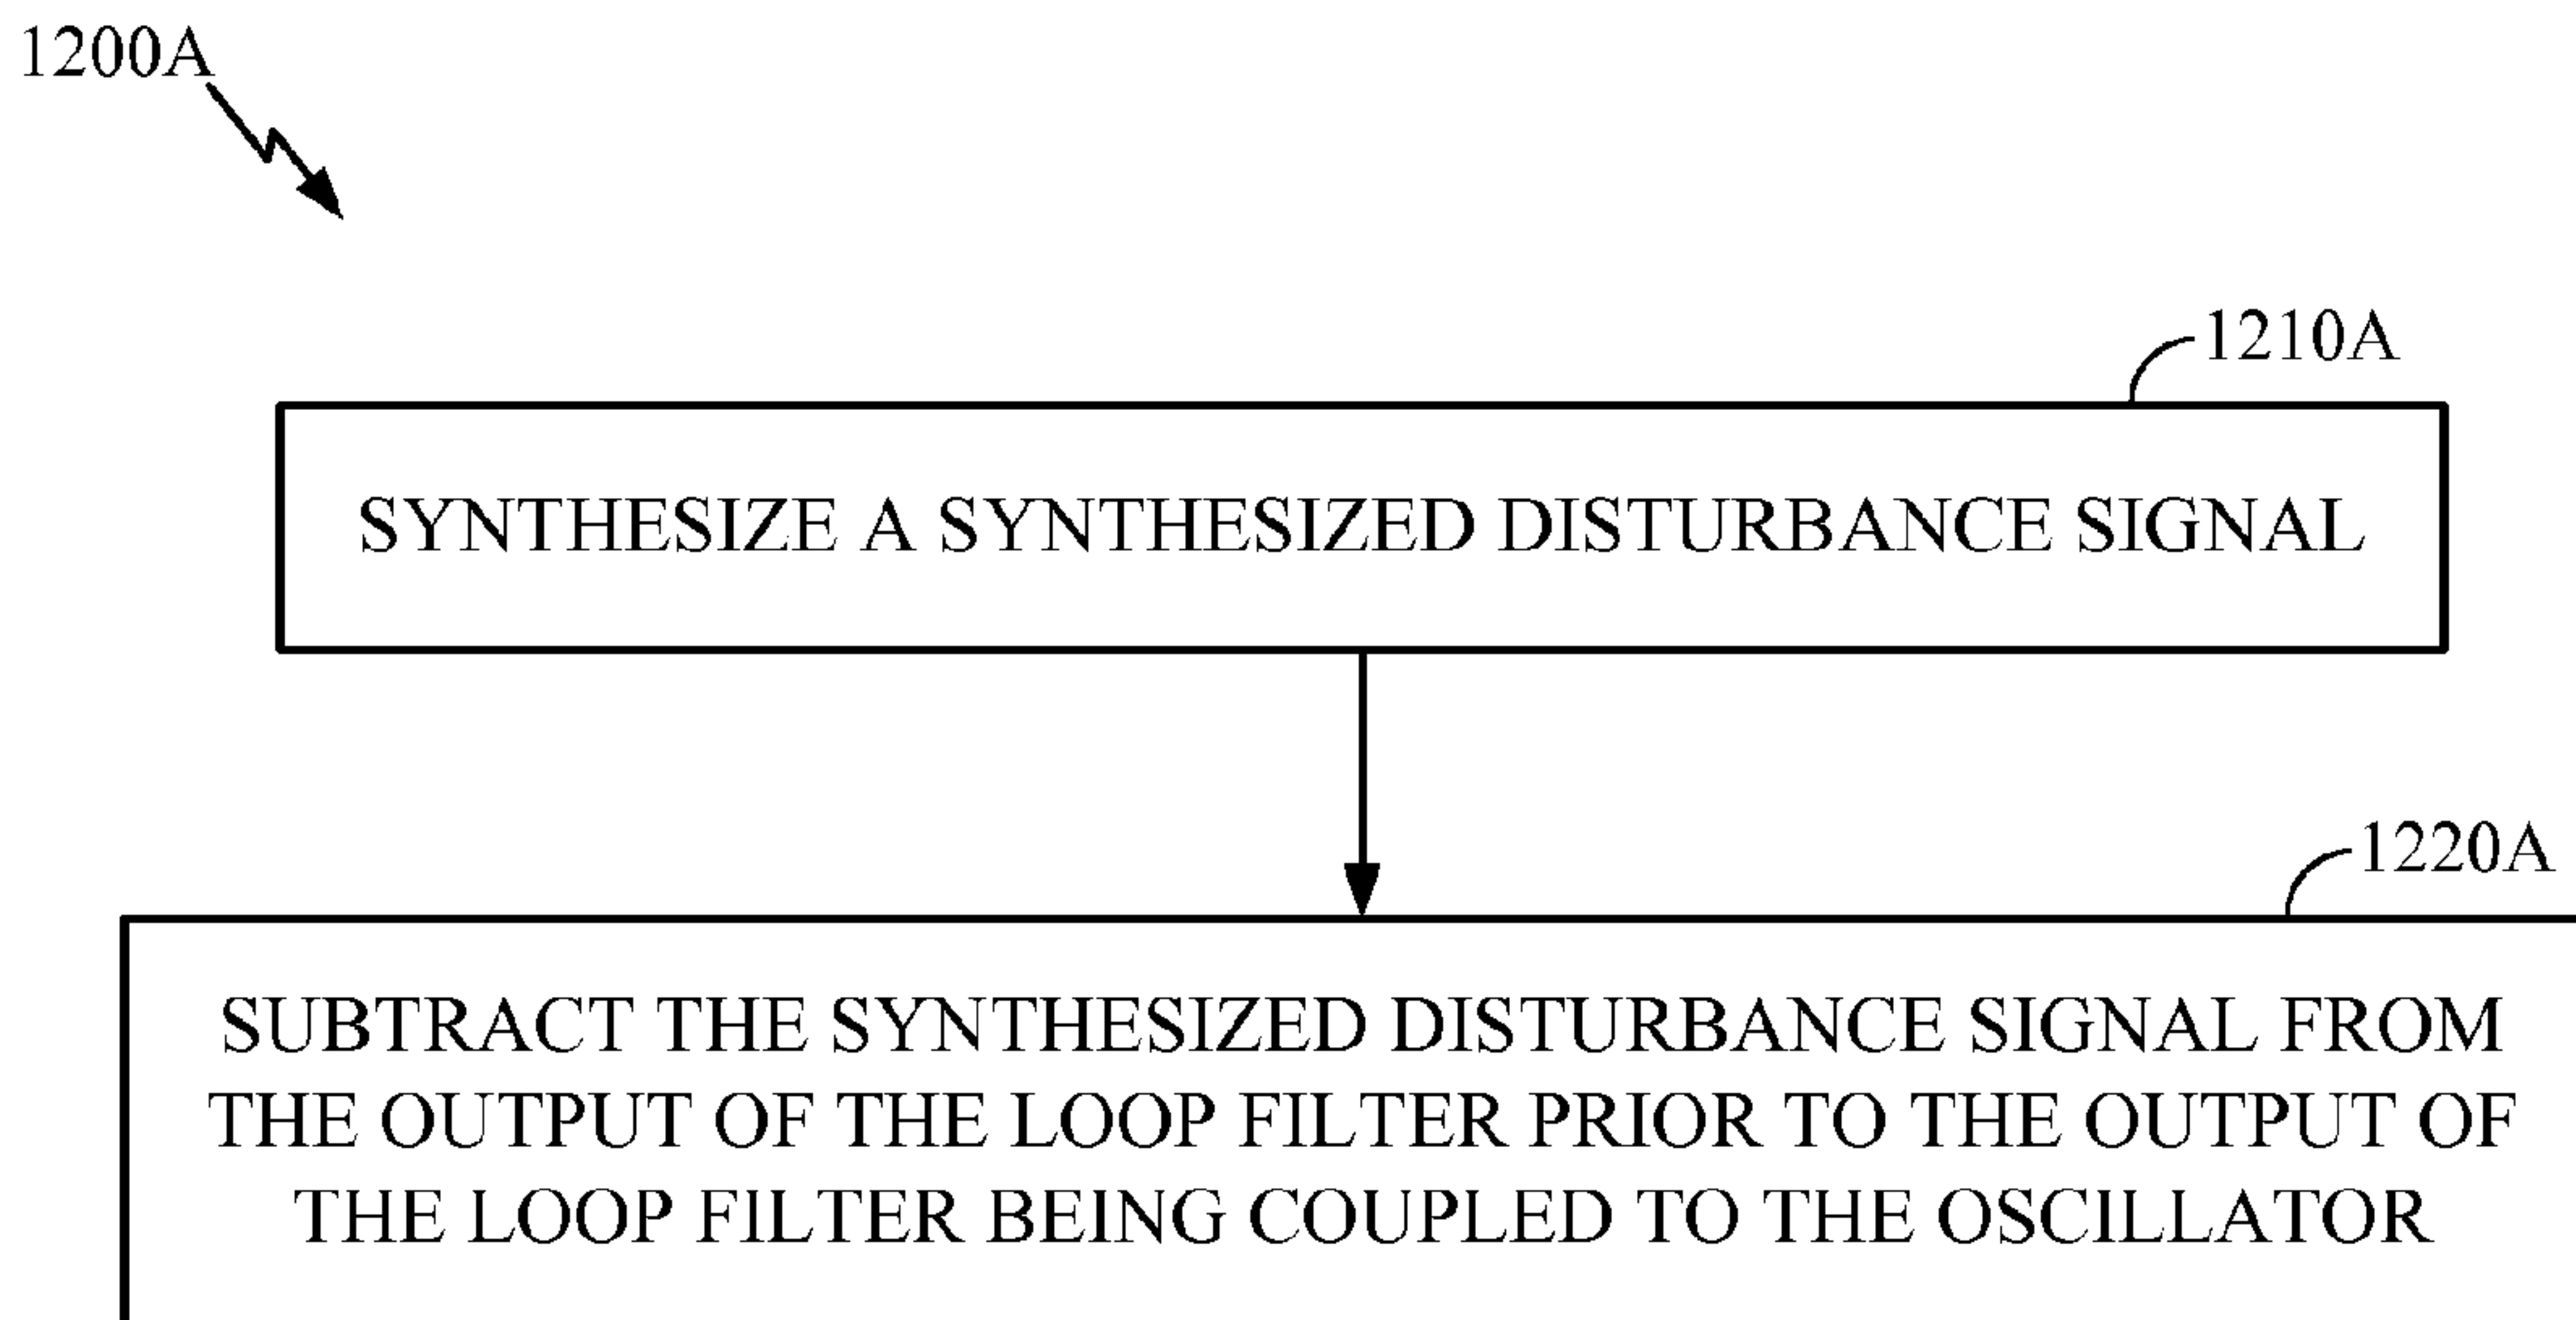 1200A
1210A
SYNTHESIZE A SYNTHESIZED DISTURBANCE SIGNAL
1220A
SUBTRACT THE SYNTHESIZED DISTURBANCE SIGNAL FROM
THE OUTPUT OF THE LOOP FILTER PRIOR TO THE OUTPUT OF
THE LOOP FILTER BEING COUPLED TO THE OSCILLATOR